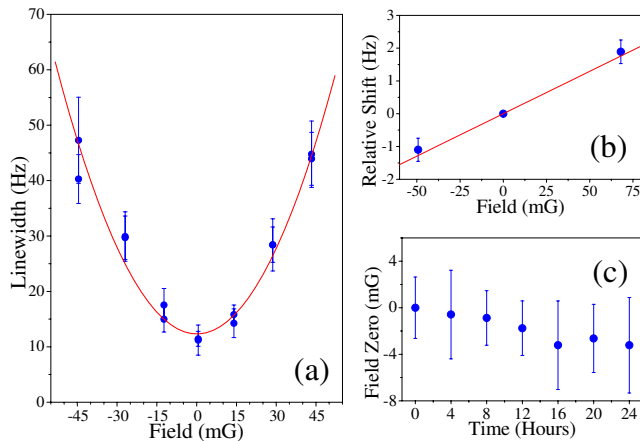 70
60
50
40
30
20
10
0
-45 -30 -15 0 15 30 45
Linewidth (Hz)
Field (mG)
(a)
3
2
1
0
-1
-2
-50 -25 0 25 50 75
Relative Shift (Hz)
Field (mG)
(b)
4
0
-4
-8
0 4 8 12 16 20 24
Field Zero (mG)
Time (Hours)
(c)